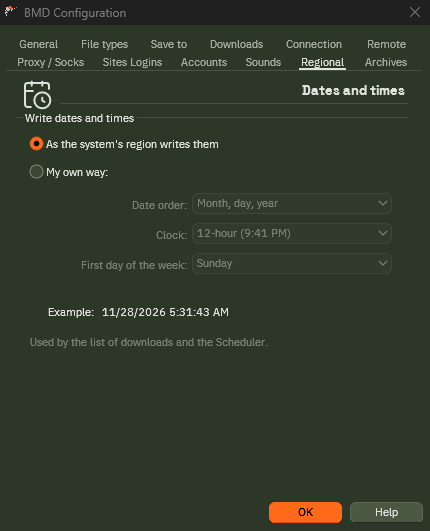 BMD Configuration
General File types Save to Downloads Connection Remote
Proxy / Socks Sites Logins Accounts Sounds Regional Archives
Dates and times
Write dates and times
As the system's region writes them
My own way:
Date order: Month, day, year
Clock: 12-hour (9:41 PM)
First day of the week: Sunday
Example: 11/28/2026 5:31:43 AM
Used by the list of downloads and the Scheduler.
OK Help